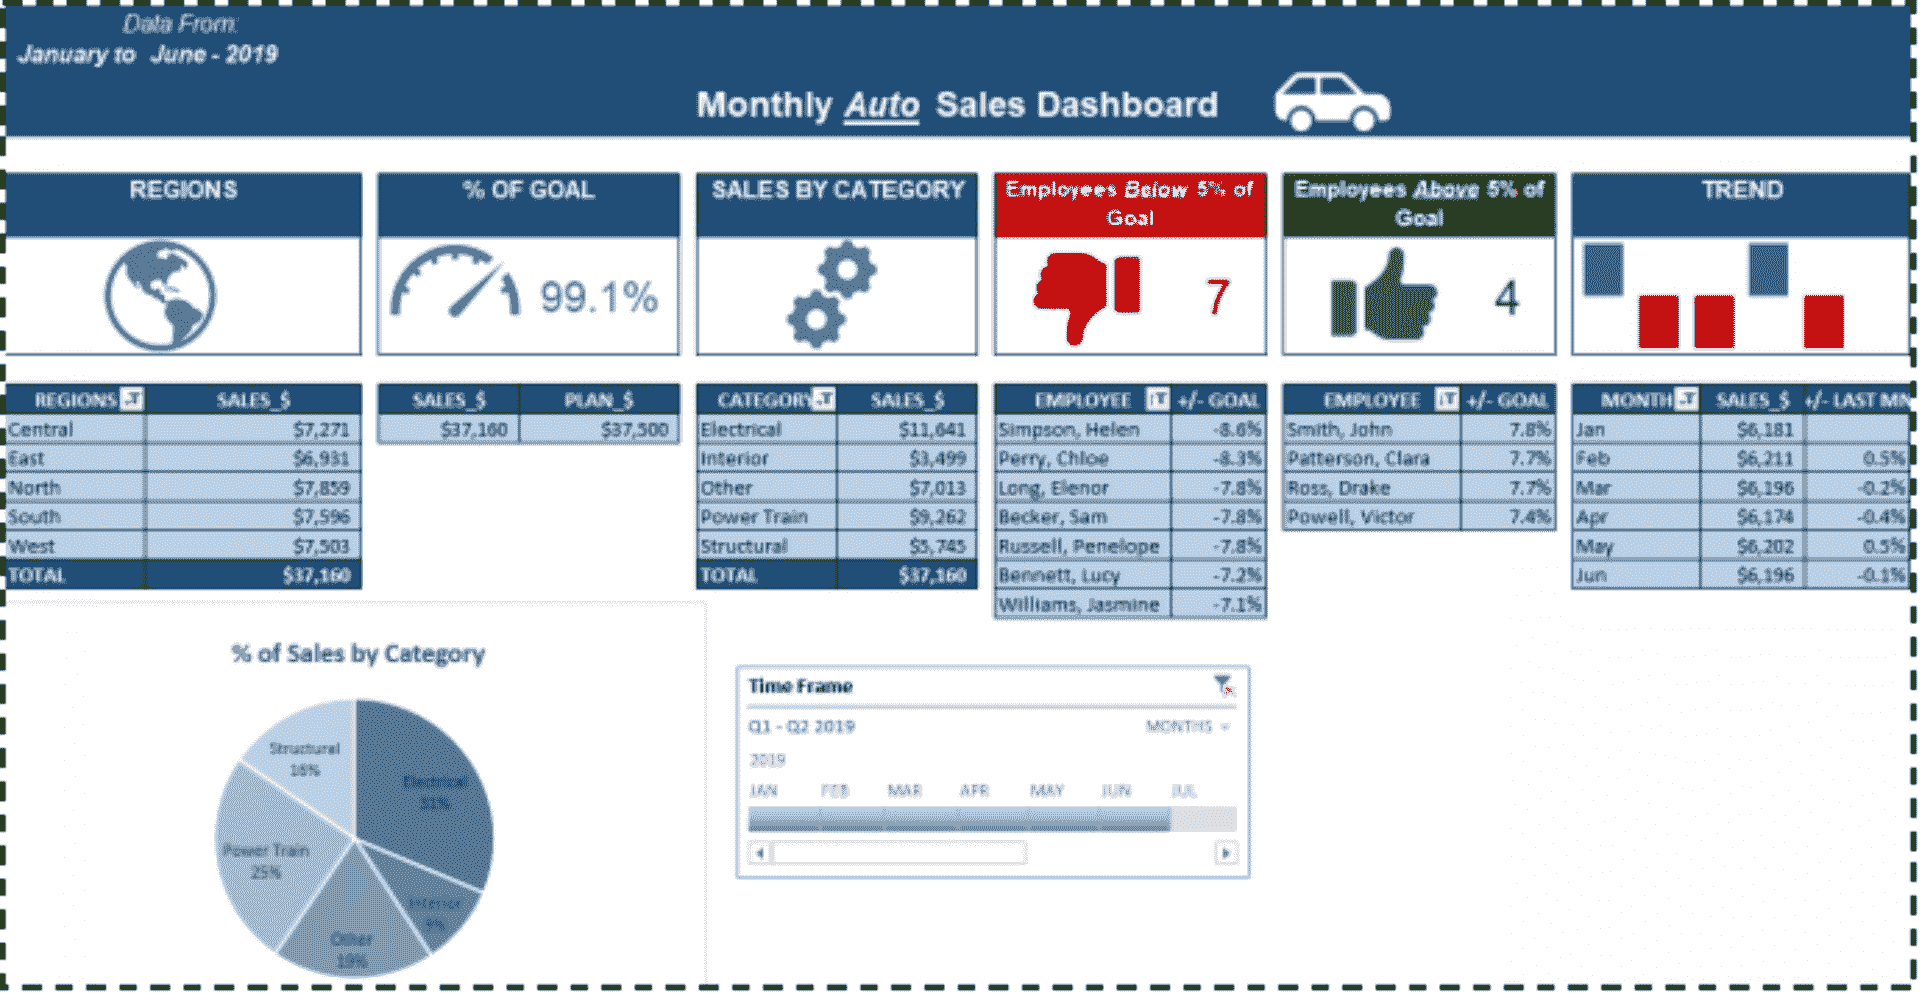 Data From:
January to June - 2019
Monthly Auto Sales Dashboard
REGIONS
% OF GOAL
99.1%
SALES BY CATEGORY
Employees Below 5% of
Goal
7
Employees Above 5% of
Goal
4
TREND
REGIONS SALES_$
Central $7,271
East $6,931
North $7,859
South $7,596
West $7,503
TOTAL $37,160
SALES_$ PLAN_$
$37,160 $37,500
CATEGORY SALES_$
Electrical $11,641
Interior $3,499
Other $7,013
Power Train $9,262
Structural $5,745
TOTAL $37,160
EMPLOYEE +/- GOAL
Simpson, Helen -8.6%
Perry, Chloe -8.3%
Long, Elenor -7.8%
Becker, Sam -7.8%
Russell, Penelope -7.8%
Bennett, Lucy -7.2%
Williams, Jasmine -7.1%
EMPLOYEE +/- GOAL
Smith, John 7.8%
Patterson, Clara 7.7%
Ross, Drake 7.7%
Powell, Victor 7.4%
MONTH SALES_$ +/- LAST MN
Jan $6,181
Feb $6,211 0.5%
Mar $6,196 -0.2%
Apr $6,174 -0.4%
May $6,202 0.5%
Jun $6,196 -0.1%
% of Sales by Category
Structural
16%
Electrical
31%
Power Train
25%
Interior
9%
Other
19%
Time Frame
Q1 - Q2 2019 MONTHS
2019
JAN FEB MAR APR MAY JUN JUL